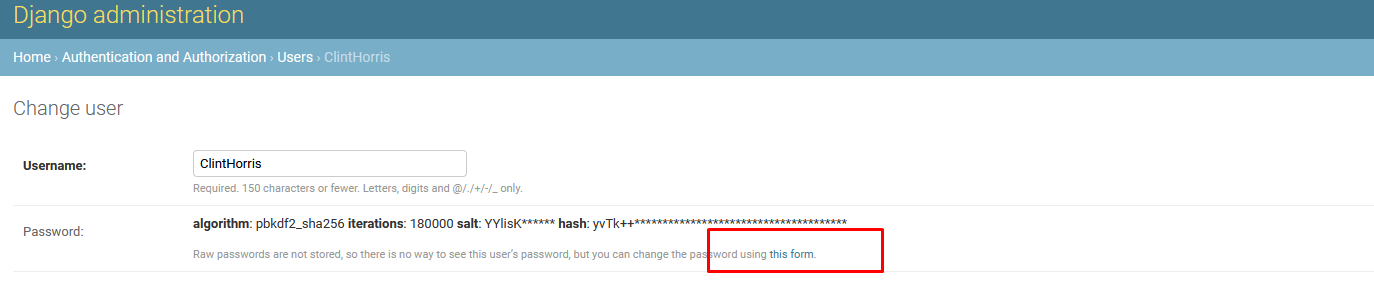 Django administration
Home › Authentication and Authorization › Users › ClintHorris
Change user
Username:
ClintHorris
Required. 150 characters or fewer. Letters, digits and @/./+/-/_ only.
Password:
algorithm: pbkdf2_sha256 iterations: 180000 salt: YYlisK****** hash: yvTk++**************************************
Raw passwords are not stored, so there is no way to see this user’s password, but you can change the password using this form.